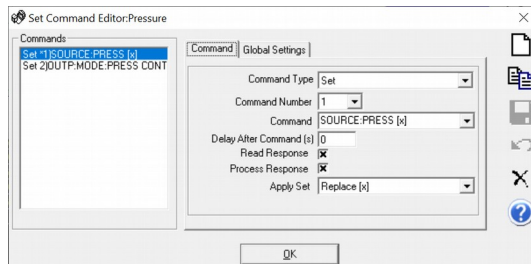 Set Command Editor:Pressure
Commands
Set *1)SOURCE:PRESS [x]
Set 2)OUTP:MODE:PRESS CONT
Command
Global Settings
Command Type Set
Command Number 1
Command SOURCE:PRESS [x]
Delay After Command (s) 0
Read Response
Process Response
Apply Set Replace [x]
OK